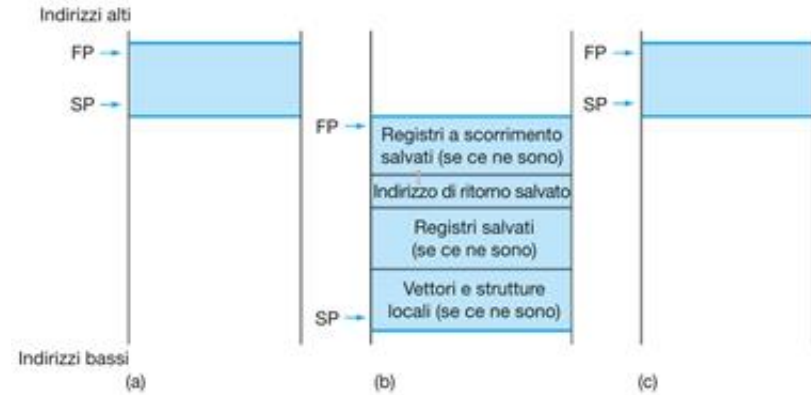 Indirizzi alti
FP
SP
FP
Registri a scorrimento
salvati (se ce ne sono)
Indirizzo di ritorno salvato
Registri salvati
(se ce ne sono)
Vettori e strutture
locali (se ce ne sono)
SP
FP
SP
Indirizzi bassi
(a)
(b)
(c)